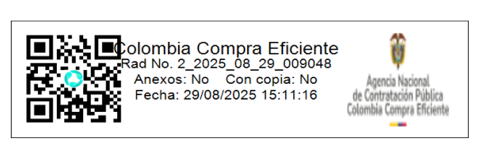 Colombia Compra Eficiente
Rad No. 2_2025_08_29_009048
Anexos: No Con copia: No
Fecha: 29/08/2025 15:11:16
Agencia Nacional
de Contratación Pública
Colombia Compra Eficiente